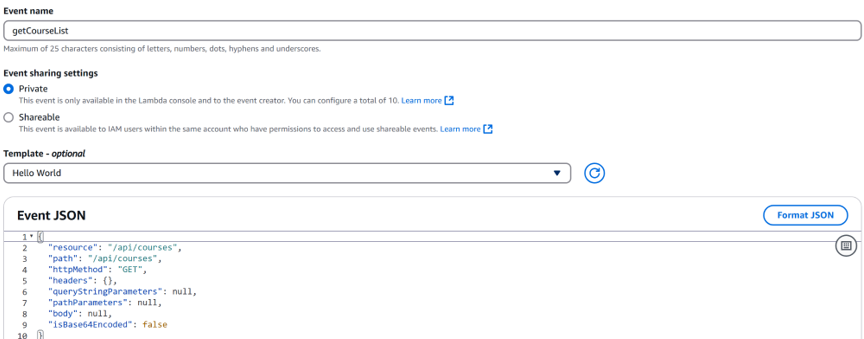 Event name
getCourseList
Maximum of 25 characters consisting of letters, numbers, dots, hyphens and underscores.
Event sharing settings
Private
This event is only available in the Lambda console and to the event creator. You can configure a total of 10. Learn more
Shareable
This event is available to IAM users within the same account who have permissions to access and use shareable events. Learn more
Template - optional
Hello World
Event JSON
Format JSON
1 {
2 "resource": "/api/courses",
3 "path": "/api/courses",
4 "httpMethod": "GET",
5 "headers": {},
6 "queryStringParameters": null,
7 "pathParameters": null,
8 "body": null,
9 "isBase64Encoded": false
10 }